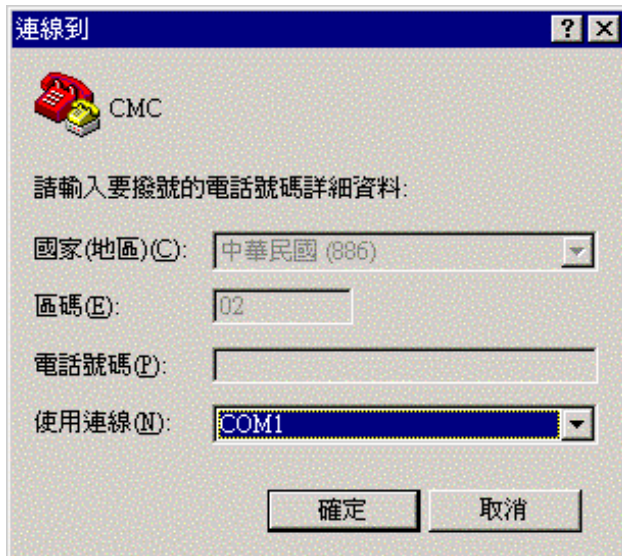 連線到
CMC
請輸入要撥號的電話號碼詳細資料:
國家(地區)(C): 中華民國 (886)
區碼(E): 02
電話號碼(P):
使用連線(N): COM1
確定 取消